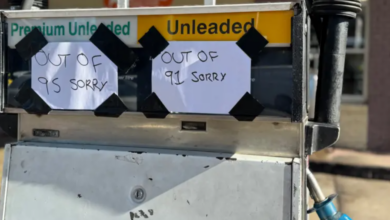 Premium Unleaded
Unleaded
OUT OF
95 SORRY
OUT OF
91 SORRY